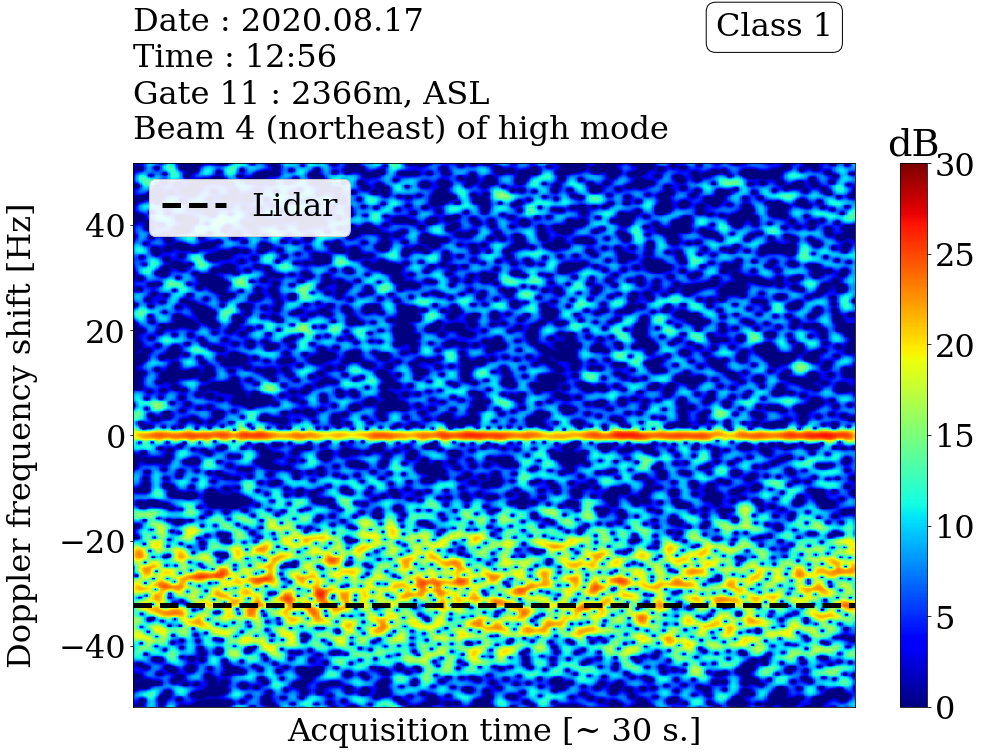 Date : 2020.08.17
Time : 12:56
Gate 11 : 2366m, ASL
Beam 4 (northeast) of high mode
Class 1
dB
Lidar
Doppler frequency shift [Hz]
40
20
0
−20
−40
30
25
20
15
10
5
0
Acquisition time [~ 30 s.]